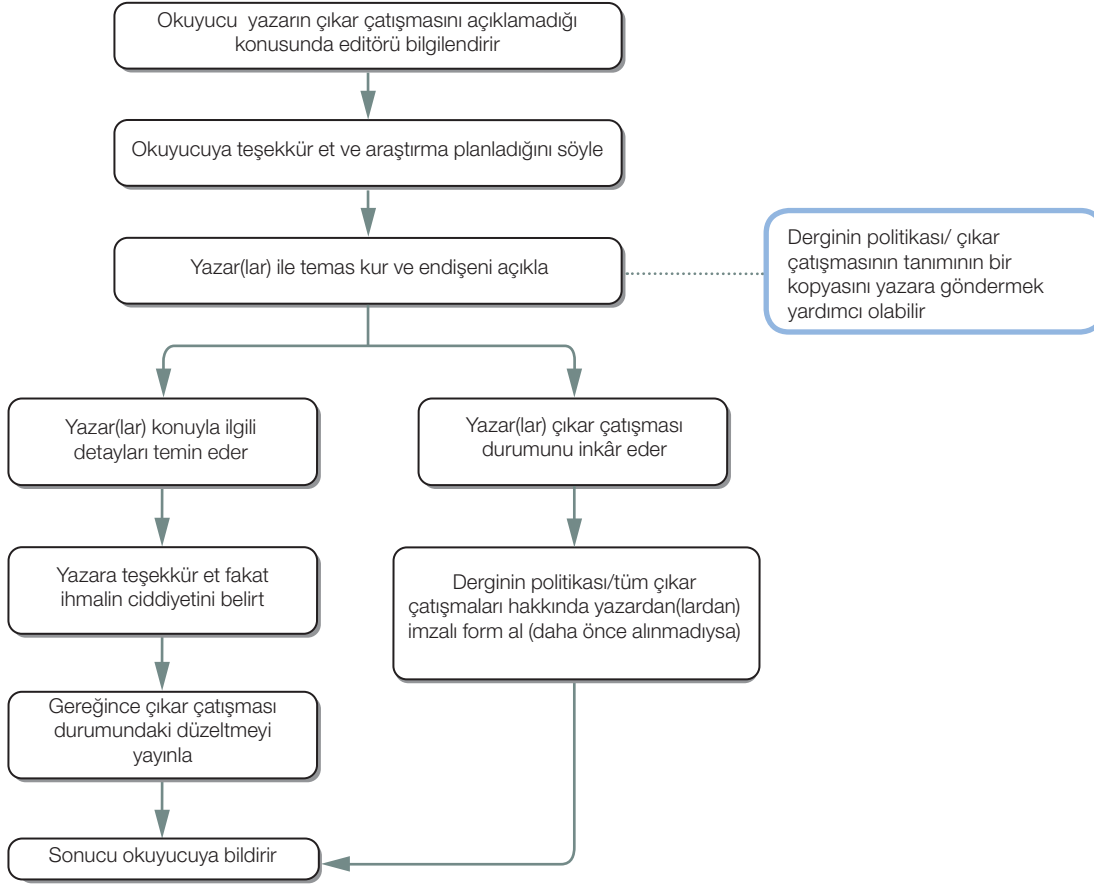 Okuyucu yazarın çıkar çatışmasını açıklamadığı
konusunda editörü bilgilendirir
Okuyucuya teşekkür et ve araştırma planladığını söyle
Yazar(lar) ile temas kur ve endişeni açıkla
Derginin politikası/ çıkar
çatışmasının tanımının bir
kopyasını yazara göndermek
yardımcı olabilir
Yazar(lar) konuyla ilgili
detayları temin eder
Yazar(lar) çıkar çatışması
durumunu inkâr eder
Yazara teşekkür et fakat
ihmalin ciddiyetini belirt
Derginin politikası/tüm çıkar
çatışmaları hakkında yazardan(lardan)
imzalı form al (daha önce alınmadıysa)
Gereğince çıkar çatışması
durumundaki düzeltmeyi
yayınla
Sonucu okuyucuya bildirir